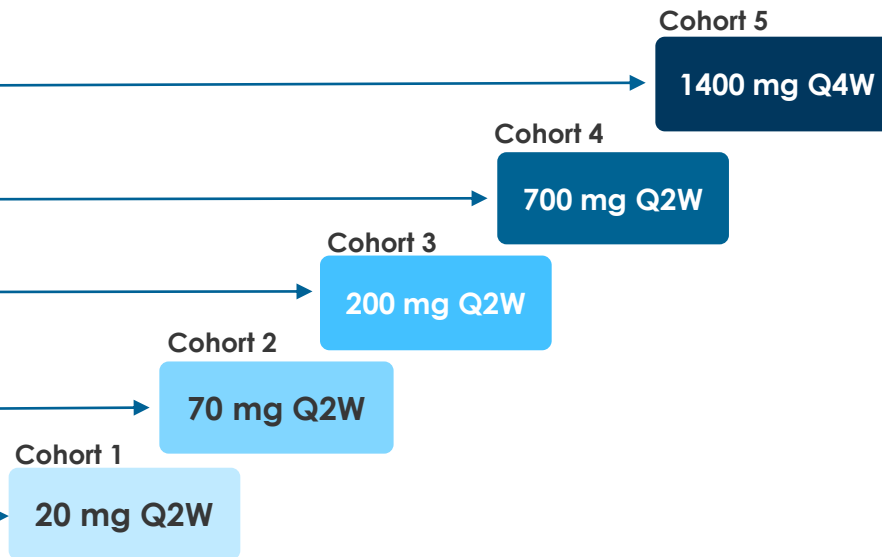 Cohort 5
1400 mg Q4W
Cohort 4
700 mg Q2W
Cohort 3
200 mg Q2W
Cohort 2
70 mg Q2W
Cohort 1
20 mg Q2W